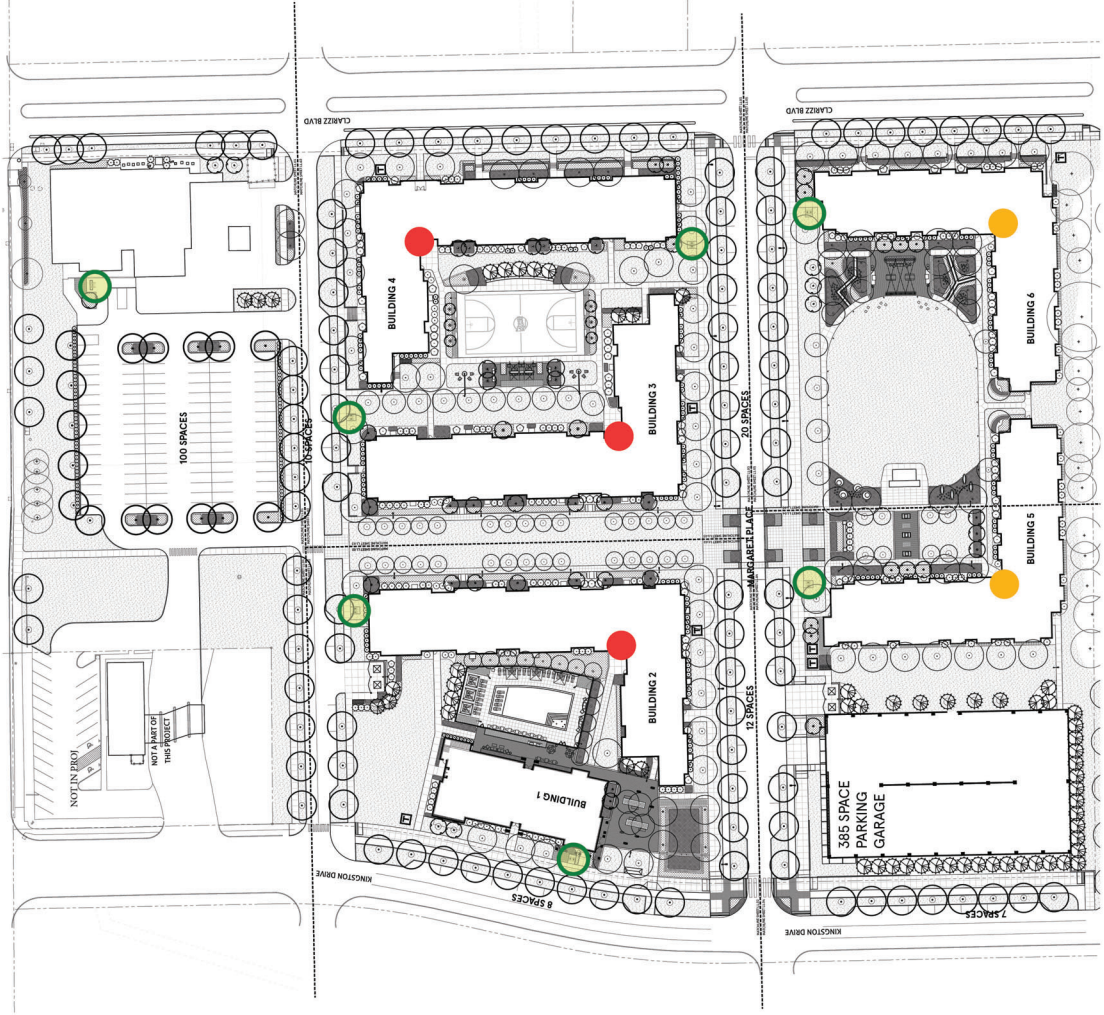 CLARIZZ BLVD
CLARIZZ BLVD
BUILDING 4
BUILDING 6
BUILDING 3
100 SPACES
10 SPACES
20 SPACES
MARGARET PLACE
BUILDING 5
BUILDING 2
12 SPACES
NOT A PART OF
THIS PROJECT
NOT IN PROJ
BUILDING 1
385 SPACE
PARKING
GARAGE
KINGSTON DRIVE
8 SPACES
7 SPACES
KINGSTON DRIVE
T
T
T
T
T
T
T